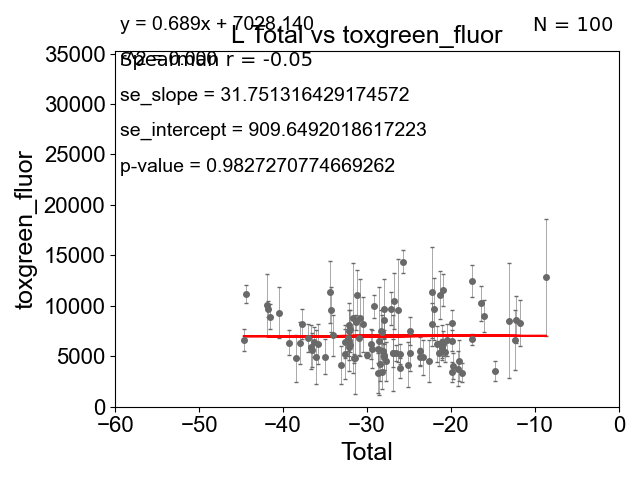 y = 0.689x + 7028.140
N = 100
L Total vs toxgreen_fluor
r^2 = 0.000
Spearman r = -0.05
se_slope = 31.751316429174572
se_intercept = 909.6492018617223
p-value = 0.9827270774669262
35000
30000
25000
20000
15000
10000
5000
0
toxgreen_fluor
−60
−50
−40
−30
−20
−10
0
Total